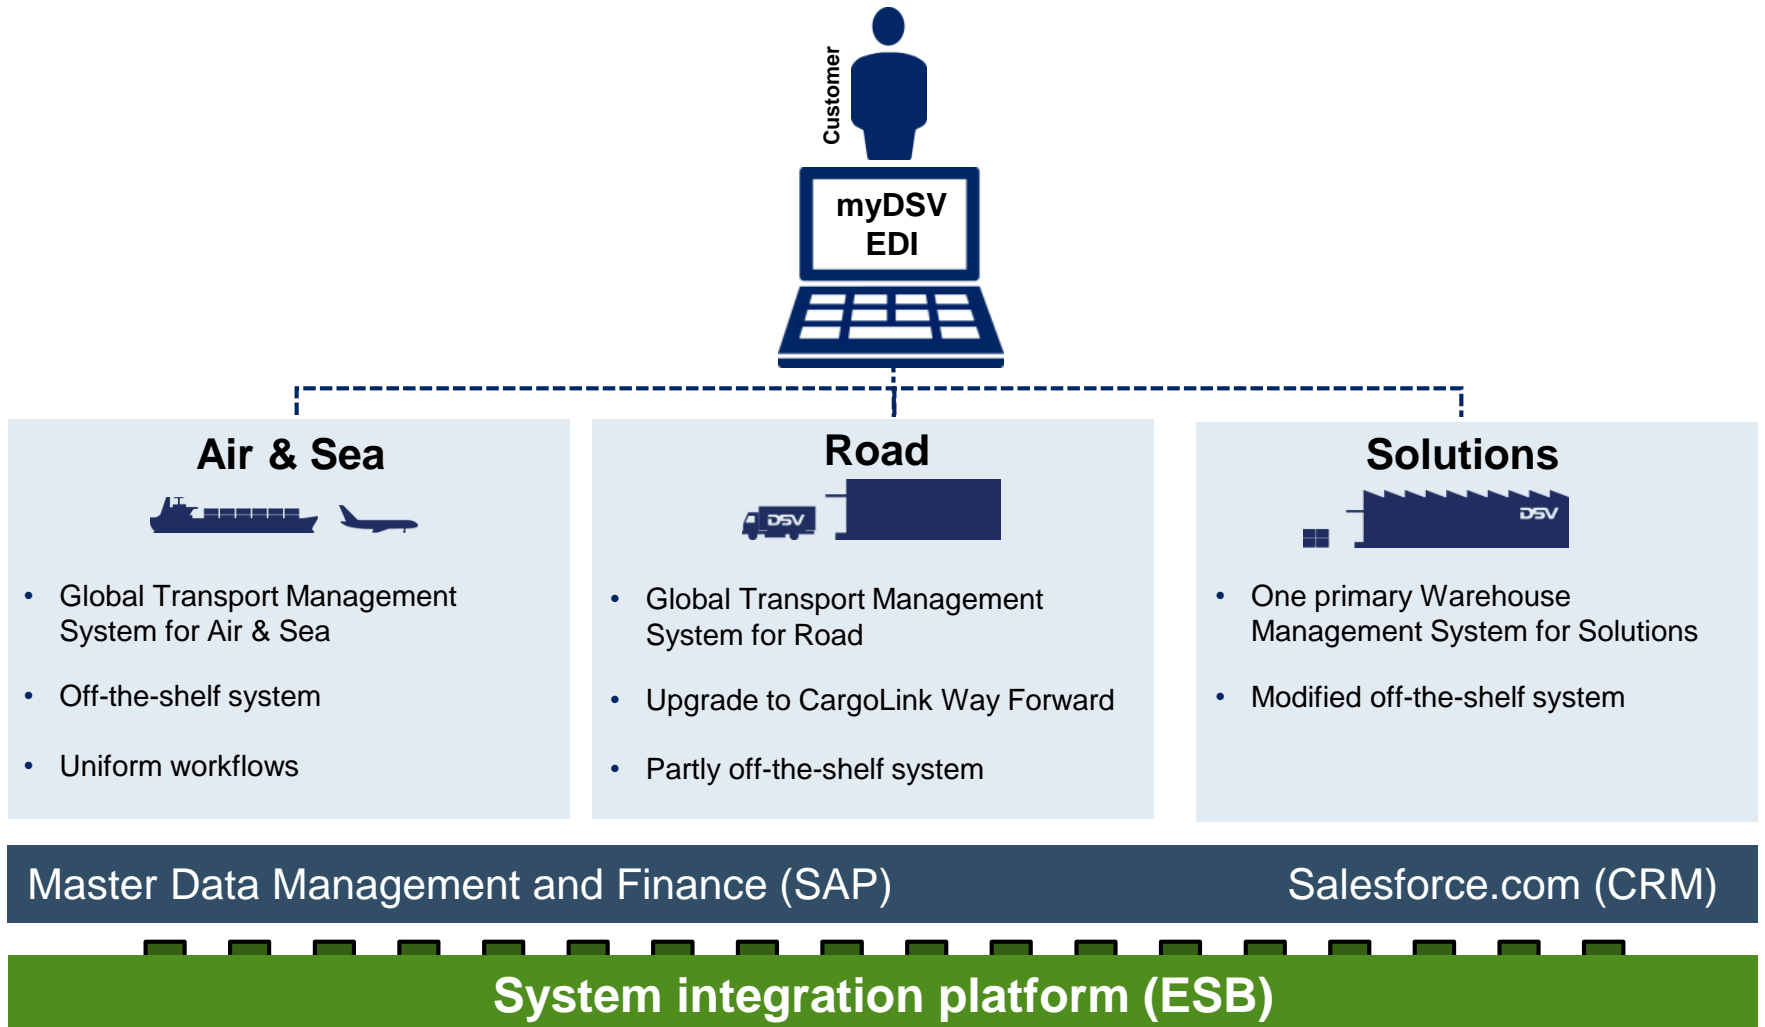 Customer
myDSV
EDI
Air & Sea
• Global Transport Management
System for Air & Sea
• Off-the-shelf system
• Uniform workflows
Road
DSV
• Global Transport Management
System for Road
• Upgrade to CargoLink Way Forward
• Partly off-the-shelf system
Solutions
DSV
• One primary Warehouse
Management System for Solutions
• Modified off-the-shelf system
Master Data Management and Finance (SAP)
Salesforce.com (CRM)
System integration platform (ESB)